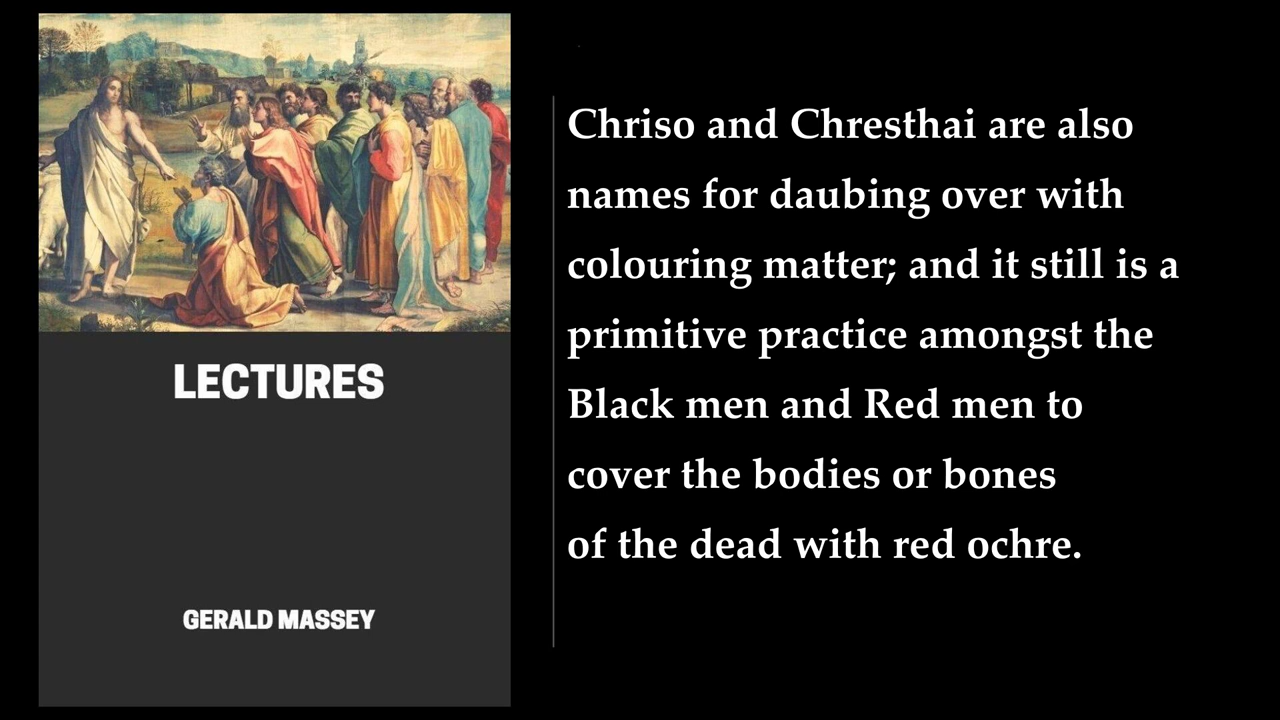 LECTURES
GERALD MASSEY
Chriso and Chresthai are also
names for daubing over with
colouring matter; and it still is a
primitive practice amongst the
Black men and Red men to
cover the bodies or bones
of the dead with red ochre.